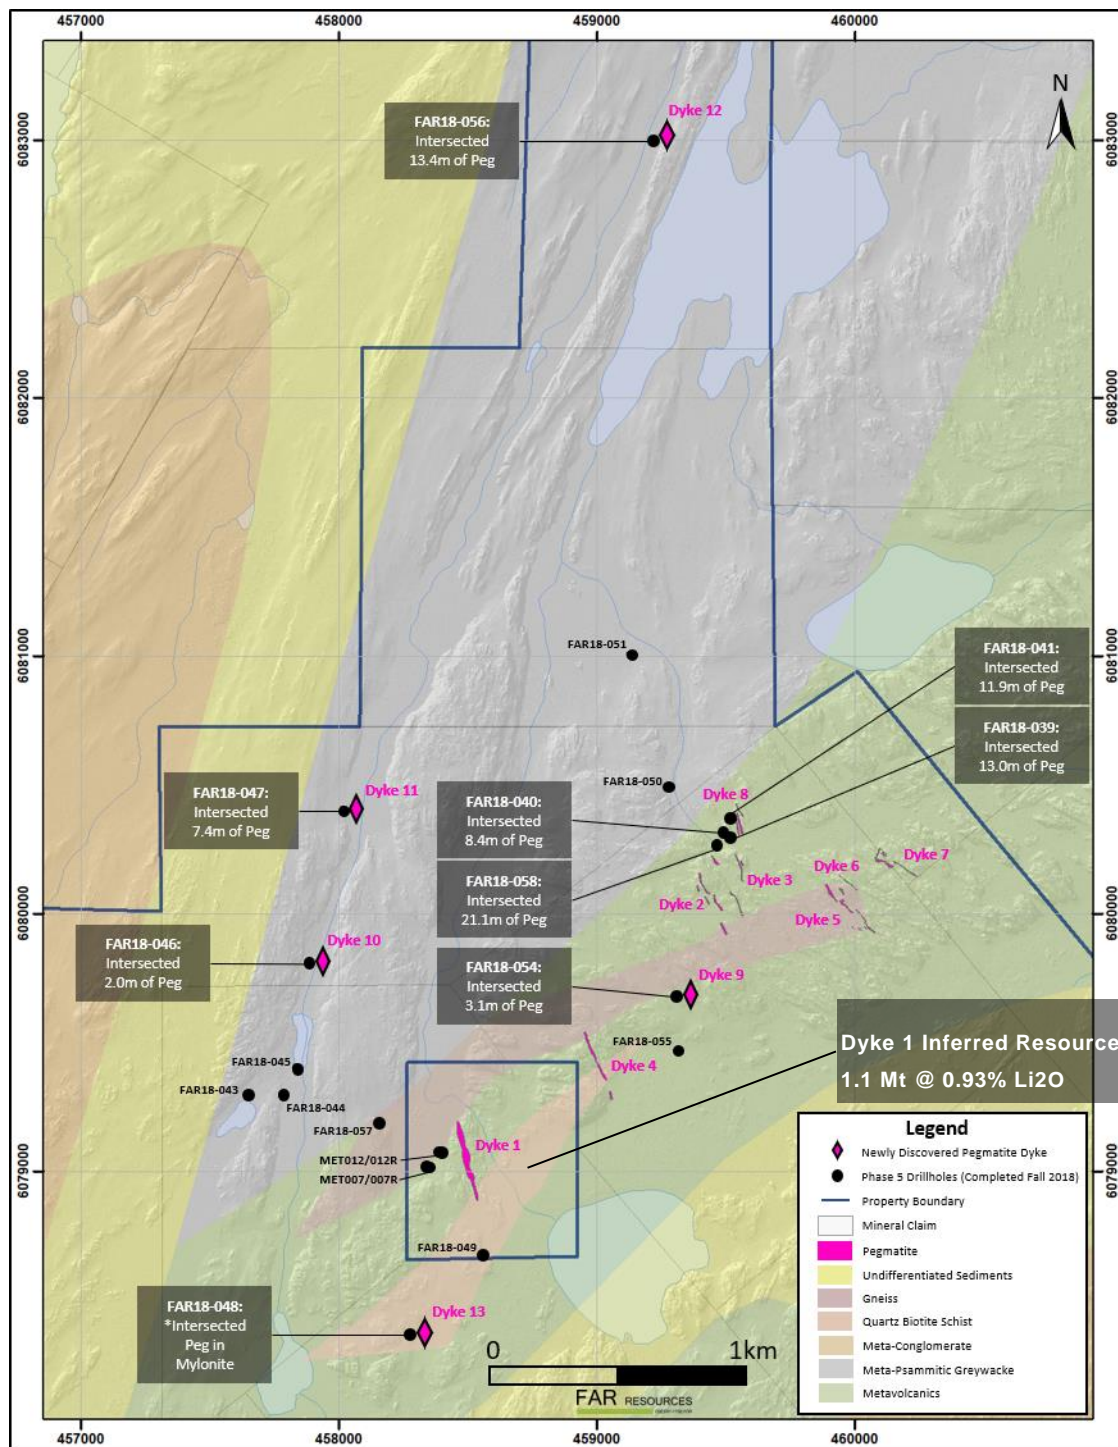 457000
458000
459000
460000
N
6083000
6083000
FAR18-056:
Intersected
13.4m of Peg
Dyke 12
6082000
6082000
6081000
6081000
FAR18-051
FAR18-041:
Intersected
11.9m of Peg
FAR18-039:
Intersected
13.0m of Peg
FAR18-050
FAR18-047:
Intersected
7.4m of Peg
Dyke 11
FAR18-040:
Intersected
8.4m of Peg
Dyke 8
FAR18-058:
Intersected
21.1m of Peg
Dyke 3
Dyke 6
Dyke 7
Dyke 2
Dyke 5
6080000
6080000
FAR18-046:
Intersected
2.0m of Peg
Dyke 10
FAR18-054:
Intersected
3.1m of Peg
Dyke 9
FAR18-055
Dyke 4
Dyke 1 Inferred Resource
1.1 Mt @ 0.93% Li2O
FAR18-045
FAR18-043
FAR18-044
FAR18-057
Dyke 1
MET012/012R
MET007/007R
6079000
6079000
FAR18-049
FAR18-048:
*Intersected
Peg in
Mylonite
Dyke 13
0
1km
FAR RESOURCES
Legend
Newly Discovered Pegmatite Dyke
Phase 5 Drillholes (Completed Fall 2018)
Property Boundary
Mineral Claim
Pegmatite
Undifferentiated Sediments
Gneiss
Quartz Biotite Schist
Meta-Conglomerate
Meta-Psammitic Greywacke
Metavolcanics
457000
458000
459000
460000